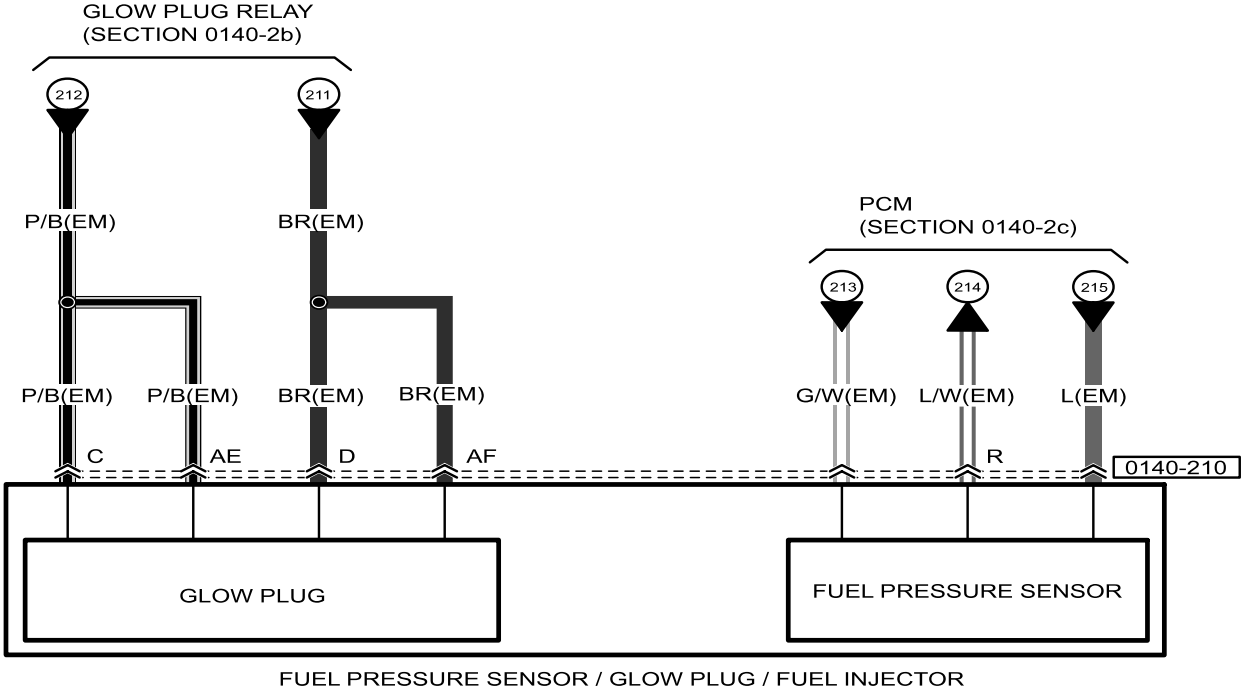 GLOW PLUG RELAY
(SECTION 0140-2b)
212
211
P/B(EM)
BR(EM)
PCM
(SECTION 0140-2c)
213
214
215
P/B(EM)
P/B(EM)
BR(EM)
BR(EM)
G/W(EM)
L/W(EM)
L(EM)
C
AE
D
AF
R
0140-210
GLOW PLUG
FUEL PRESSURE SENSOR
FUEL PRESSURE SENSOR / GLOW PLUG / FUEL INJECTOR